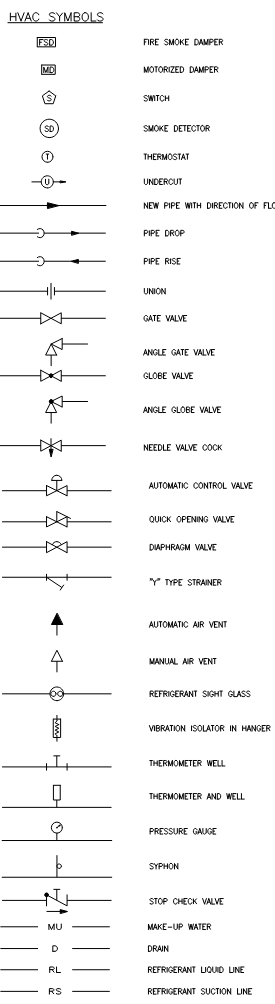 HVAC SYMBOLS
FSD FIRE SMOKE DAMPER
MD MOTORIZED DAMPER
S SWITCH
SD SMOKE DETECTOR
T THERMOSTAT
U UNDERCUT
NEW PIPE WITH DIRECTION OF FLO
PIPE DROP
PIPE RISE
UNION
GATE VALVE
ANGLE GATE VALVE
GLOBE VALVE
ANGLE GLOBE VALVE
NEEDLE VALVE COCK
AUTOMATIC CONTROL VALVE
QUICK OPENING VALVE
DIAPHRAGM VALVE
"Y" TYPE STRAINER
AUTOMATIC AIR VENT
MANUAL AIR VENT
REFRIGERANT SIGHT GLASS
VIBRATION ISOLATOR IN HANGER
THERMOMETER WELL
THERMOMETER AND WELL
PRESSURE GAUGE
SYPHON
STOP CHECK VALVE
MU MAKE-UP WATER
D DRAIN
RL REFRIGERANT LIQUID LINE
RS REFRIGERANT SUCTION LINE